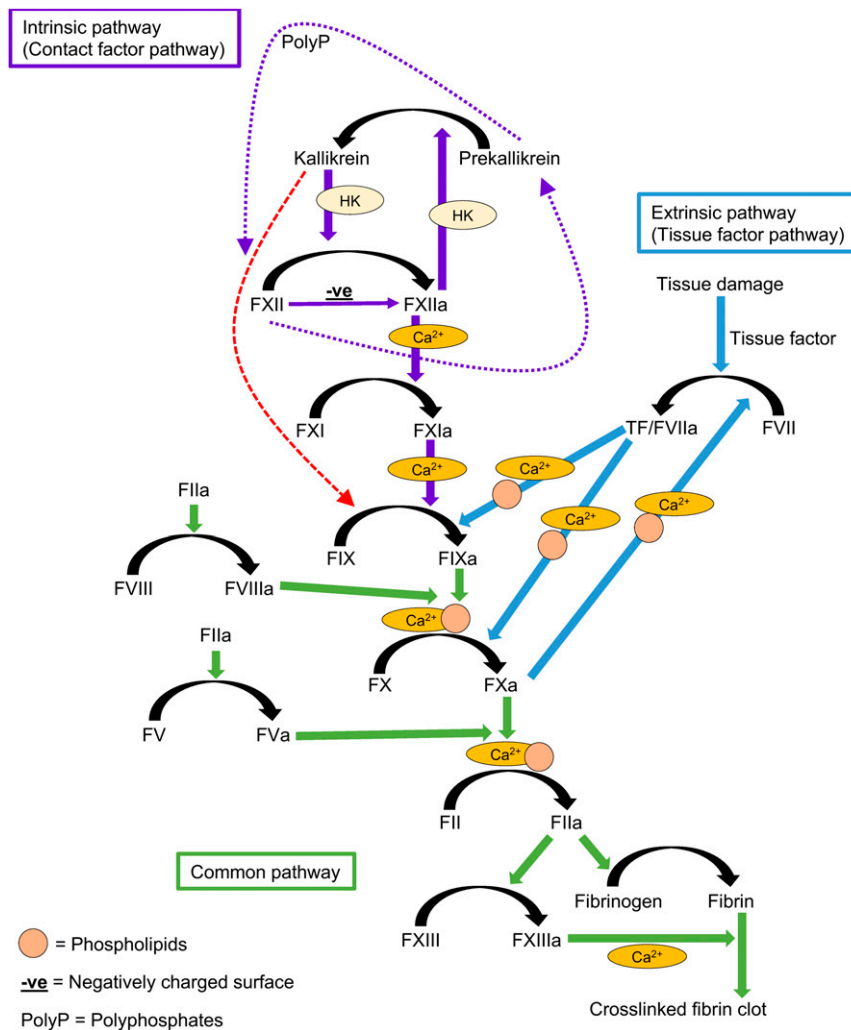 Intrinsic pathway
(Contact factor pathway)
PolyP
Kallikrein
Prekallikrein
HK
HK
Extrinsic pathway
(Tissue factor pathway)
Tissue damage
Tissue factor
FXII
-ve
FXIIa
Ca²⁺
FXI
FXIa
TF/FVIIa
FVII
Ca²⁺
Ca²⁺
Ca²⁺
Ca²⁺
FIIa
FIX
FIXa
FVIII
FVIIIa
Ca²⁺
FIIa
FX
FXa
FV
FVa
Ca²⁺
FII
FIIa
Common pathway
Fibrinogen
Fibrin
FXIII
FXIIIa
Ca²⁺
Crosslinked fibrin clot
= Phospholipids
-ve = Negatively charged surface
PolyP = Polyphosphates